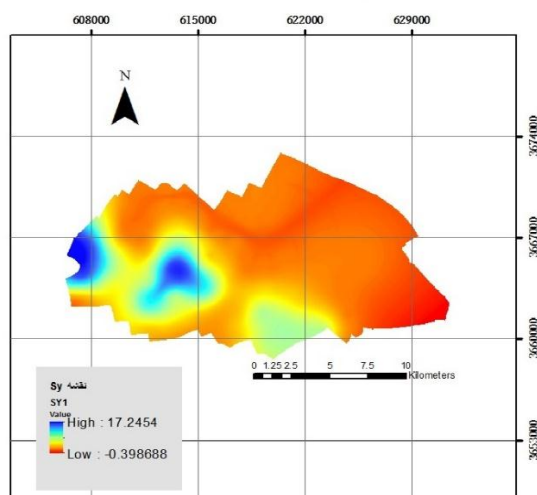 608000 615000 622000 629000
N
3674000
3667000
3660000
3653000
0 1.25 2.5 5 7.5 10
Kilometers
Sy نقشه
SY1
Value
High : 17.2454
Low : -0.398688